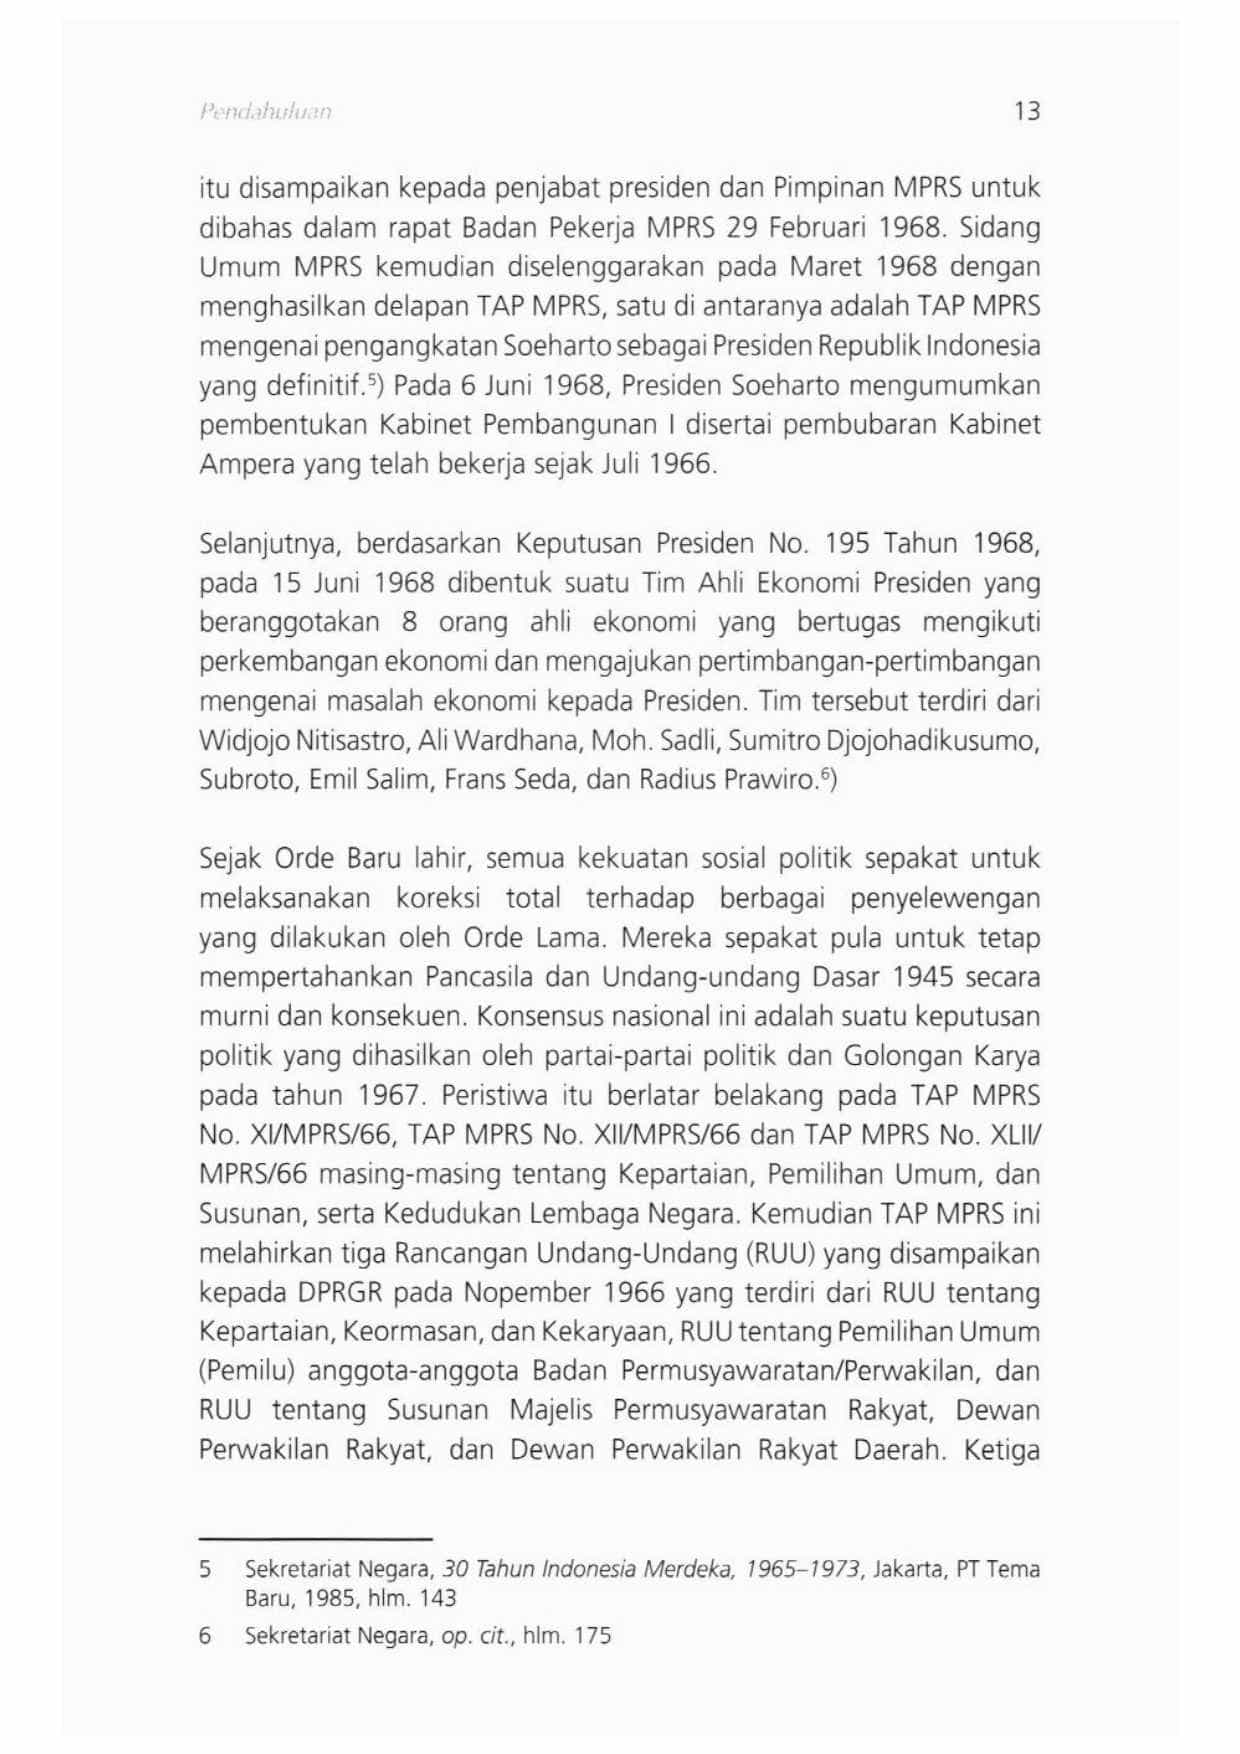 Pendahuluan 13
itu disampaikan kepada penjabat presiden dan Pimpinan MPRS untuk
dibahas dalam rapat Badan Pekerja MPRS 29 Februari 1968. Sidang
Umum MPRS kemudian diselenggarakan pada Maret 1968 dengan
menghasilkan delapan TAP MPRS, satu di antaranya adalah TAP MPRS
mengenai pengangkatan Soeharto sebagai Presiden Republik Indonesia
yang definitif.⁵) Pada 6 Juni 1968, Presiden Soeharto mengumumkan
pembentukan Kabinet Pembangunan I disertai pembubaran Kabinet
Ampera yang telah bekerja sejak Juli 1966.
Selanjutnya, berdasarkan Keputusan Presiden No. 195 Tahun 1968,
pada 15 Juni 1968 dibentuk suatu Tim Ahli Ekonomi Presiden yang
beranggotakan 8 orang ahli ekonomi yang bertugas mengikuti
perkembangan ekonomi dan mengajukan pertimbangan-pertimbangan
mengenai masalah ekonomi kepada Presiden. Tim tersebut terdiri dari
Widjojo Nitisastro, Ali Wardhana, Moh. Sadli, Sumitro Djojohadikusumo,
Subroto, Emil Salim, Frans Seda, dan Radius Prawiro.⁶)
Sejak Orde Baru lahir, semua kekuatan sosial politik sepakat untuk
melaksanakan koreksi total terhadap berbagai penyelewengan
yang dilakukan oleh Orde Lama. Mereka sepakat pula untuk tetap
mempertahankan Pancasila dan Undang-undang Dasar 1945 secara
murni dan konsekuen. Konsensus nasional ini adalah suatu keputusan
politik yang dihasilkan oleh partai-partai politik dan Golongan Karya
pada tahun 1967. Peristiwa itu berlatar belakang pada TAP MPRS
No. XI/MPRS/66, TAP MPRS No. XII/MPRS/66 dan TAP MPRS No. XLII/
MPRS/66 masing-masing tentang Kepartaian, Pemilihan Umum, dan
Susunan, serta Kedudukan Lembaga Negara. Kemudian TAP MPRS ini
melahirkan tiga Rancangan Undang-Undang (RUU) yang disampaikan
kepada DPRGR pada Nopember 1966 yang terdiri dari RUU tentang
Kepartaian, Keormasan, dan Kekaryaan, RUU tentang Pemilihan Umum
(Pemilu) anggota-anggota Badan Permusyawaratan/Perwakilan, dan
RUU tentang Susunan Majelis Permusyawaratan Rakyat, Dewan
Perwakilan Rakyat, dan Dewan Perwakilan Rakyat Daerah. Ketiga
5 Sekretariat Negara, 30 Tahun Indonesia Merdeka, 1965–1973, Jakarta, PT Tema
Baru, 1985, hlm. 143
6 Sekretariat Negara, op. cit., hlm. 175